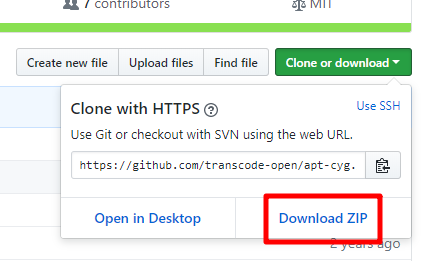 7 contributors
MIT
Create new file
Upload files
Find file
Clone or download
Clone with HTTPS
Use SSH
Use Git or checkout with SVN using the web URL.
https://github.com/transcode-open/apt-cyg.
Open in Desktop
Download ZIP
2 years ago